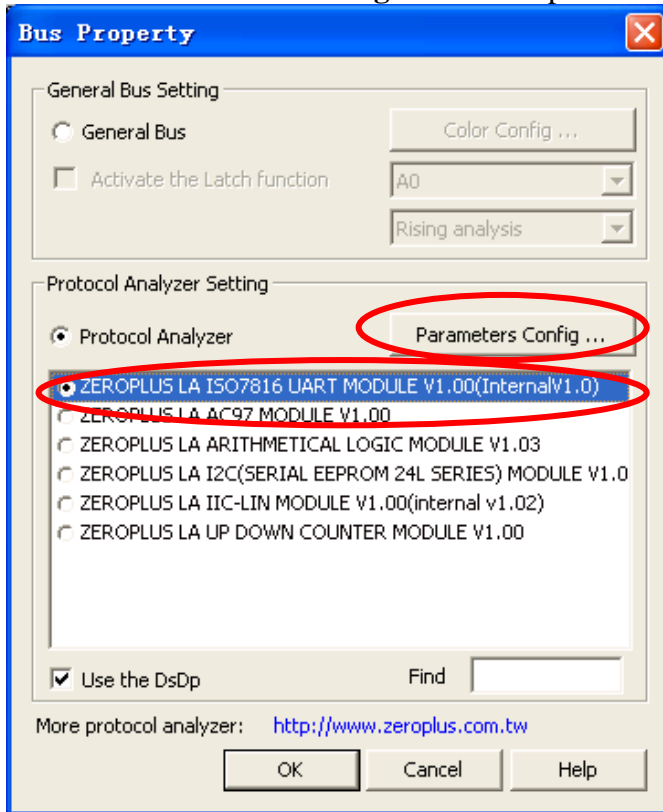 Bus Property
General Bus Setting
General Bus
Color Config ...
Activate the Latch function
A0
Rising analysis
Protocol Analyzer Setting
Protocol Analyzer
Parameters Config ...
ZEROPLUS LA ISO7816 UART MODULE V1.00(InternalV1.0)
ZEROPLUS LA AC97 MODULE V1.00
ZEROPLUS LA ARITHMETICAL LOGIC MODULE V1.03
ZEROPLUS LA I2C(SERIAL EEPROM 24L SERIES) MODULE V1.0
ZEROPLUS LA IIC-LIN MODULE V1.00(internal v1.02)
ZEROPLUS LA UP DOWN COUNTER MODULE V1.00
Use the DsDp
Find
More protocol analyzer: http://www.zeroplus.com.tw
OK Cancel Help